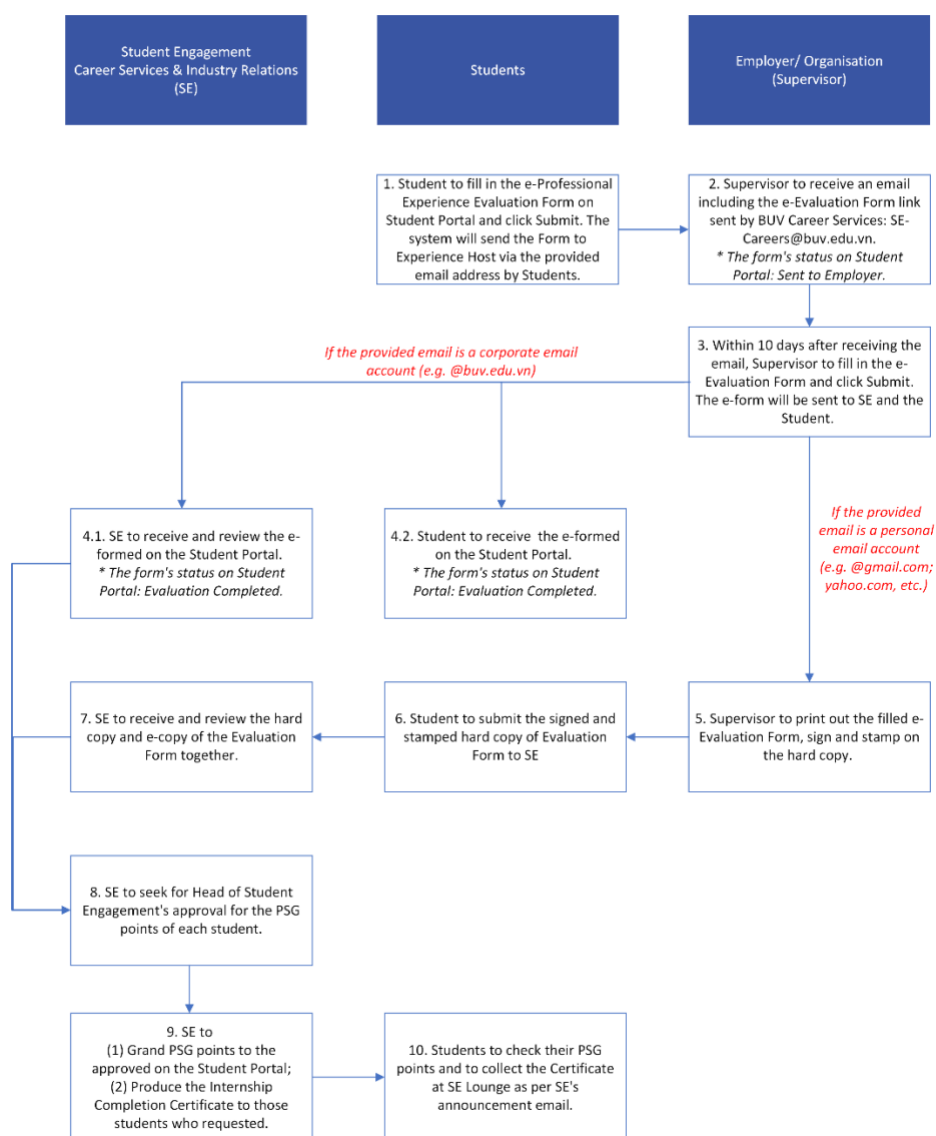 Student Engagement
Career Services & Industry Relations
(SE)
Students
Employer/ Organisation
(Supervisor)
1. Student to fill in the e-Professional
Experience Evaluation Form on
Student Portal and click Submit. The
system will send the Form to
Experience Host via the provided
email address by Students.
2. Supervisor to receive an email
including the e-Evaluation Form link
sent by BUV Career Services: SE-
Careers@buv.edu.vn.
* The form's status on Student
Portal: Sent to Employer.
If the provided email is a corporate email
account (e.g. @buv.edu.vn)
3. Within 10 days after receiving the
email, Supervisor to fill in the e-
Evaluation Form and click Submit.
The e-form will be sent to SE and the
Student.
4.1. SE to receive and review the e-
formed on the Student Portal.
* The form's status on Student
Portal: Evaluation Completed.
4.2. Student to receive the e-formed
on the Student Portal.
* The form's status on Student
Portal: Evaluation Completed.
If the provided
email is a personal
email account
(e.g. @gmail.com;
yahoo.com, etc.)
7. SE to receive and review the hard
copy and e-copy of the Evaluation
Form together.
6. Student to submit the signed and
stamped hard copy of Evaluation
Form to SE
5. Supervisor to print out the filled e-
Evaluation Form, sign and stamp on
the hard copy.
8. SE to seek for Head of Student
Engagement's approval for the PSG
points of each student.
9. SE to
(1) Grand PSG points to the
approved on the Student Portal;
(2) Produce the Internship
Completion Certificate to those
students who requested.
10. Students to check their PSG
points and to collect the Certificate
at SE Lounge as per SE's
announcement email.